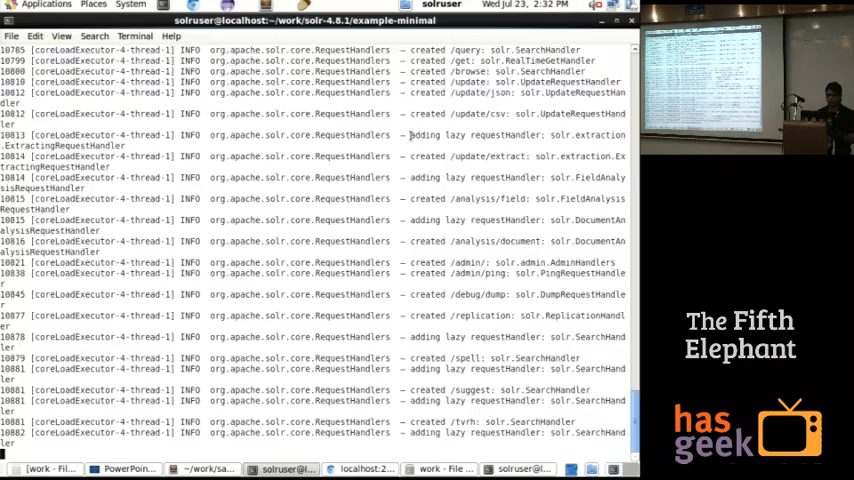 Applications Places System
solruser Wed Jul 23, 2:32 PM
solruser@localhost:~/work/solr-4.8.1/example-minimal
File Edit View Search Terminal Help
10785 [coreLoadExecutor-4-thread-1] INFO org.apache.solr.core.RequestHandlers – created /query: solr.SearchHandler
10799 [coreLoadExecutor-4-thread-1] INFO org.apache.solr.core.RequestHandlers – created /get: solr.RealTimeGetHandler
10800 [coreLoadExecutor-4-thread-1] INFO org.apache.solr.core.RequestHandlers – created /browse: solr.SearchHandler
10810 [coreLoadExecutor-4-thread-1] INFO org.apache.solr.core.RequestHandlers – created /update: solr.UpdateRequestHandler
10812 [coreLoadExecutor-4-thread-1] INFO org.apache.solr.core.RequestHandlers – created /update/json: solr.UpdateRequestHan
dler
10812 [coreLoadExecutor-4-thread-1] INFO org.apache.solr.core.RequestHandlers – created /update/csv: solr.UpdateRequestHand
ler
10813 [coreLoadExecutor-4-thread-1] INFO org.apache.solr.core.RequestHandlers – adding lazy requestHandler: solr.extraction
.ExtractingRequestHandler
10814 [coreLoadExecutor-4-thread-1] INFO org.apache.solr.core.RequestHandlers – created /update/extract: solr.extraction.Ex
tractingRequestHandler
10814 [coreLoadExecutor-4-thread-1] INFO org.apache.solr.core.RequestHandlers – adding lazy requestHandler: solr.FieldAnaly
sisRequestHandler
10815 [coreLoadExecutor-4-thread-1] INFO org.apache.solr.core.RequestHandlers – created /analysis/field: solr.FieldAnalysis
RequestHandler
10815 [coreLoadExecutor-4-thread-1] INFO org.apache.solr.core.RequestHandlers – adding lazy requestHandler: solr.DocumentAn
alysisRequestHandler
10816 [coreLoadExecutor-4-thread-1] INFO org.apache.solr.core.RequestHandlers – created /analysis/document: solr.DocumentAn
alysisRequestHandler
10821 [coreLoadExecutor-4-thread-1] INFO org.apache.solr.core.RequestHandlers – created /admin/: solr.admin.AdminHandlers
10838 [coreLoadExecutor-4-thread-1] INFO org.apache.solr.core.RequestHandlers – created /admin/ping: solr.PingRequestHandle
r
10845 [coreLoadExecutor-4-thread-1] INFO org.apache.solr.core.RequestHandlers – created /debug/dump: solr.DumpRequestHandle
r
10877 [coreLoadExecutor-4-thread-1] INFO org.apache.solr.core.RequestHandlers – created /replication: solr.ReplicationHandl
er
10878 [coreLoadExecutor-4-thread-1] INFO org.apache.solr.core.RequestHandlers – adding lazy requestHandler: solr.SearchHand
ler
10879 [coreLoadExecutor-4-thread-1] INFO org.apache.solr.core.RequestHandlers – created /spell: solr.SearchHandler
10881 [coreLoadExecutor-4-thread-1] INFO org.apache.solr.core.RequestHandlers – adding lazy requestHandler: solr.SearchHand
ler
10881 [coreLoadExecutor-4-thread-1] INFO org.apache.solr.core.RequestHandlers – created /suggest: solr.SearchHandler
10881 [coreLoadExecutor-4-thread-1] INFO org.apache.solr.core.RequestHandlers – adding lazy requestHandler: solr.SearchHand
ler
10881 [coreLoadExecutor-4-thread-1] INFO org.apache.solr.core.RequestHandlers – created /tvrh: solr.SearchHandler
10882 [coreLoadExecutor-4-thread-1] INFO org.apache.solr.core.RequestHandlers – adding lazy requestHandler: solr.SearchHand
ler
[work - Fil... PowerPoin... ~/work/sa... solruser@l... localhost:2... work - File ... solruser@l...
The Fifth
Elephant
has
geek